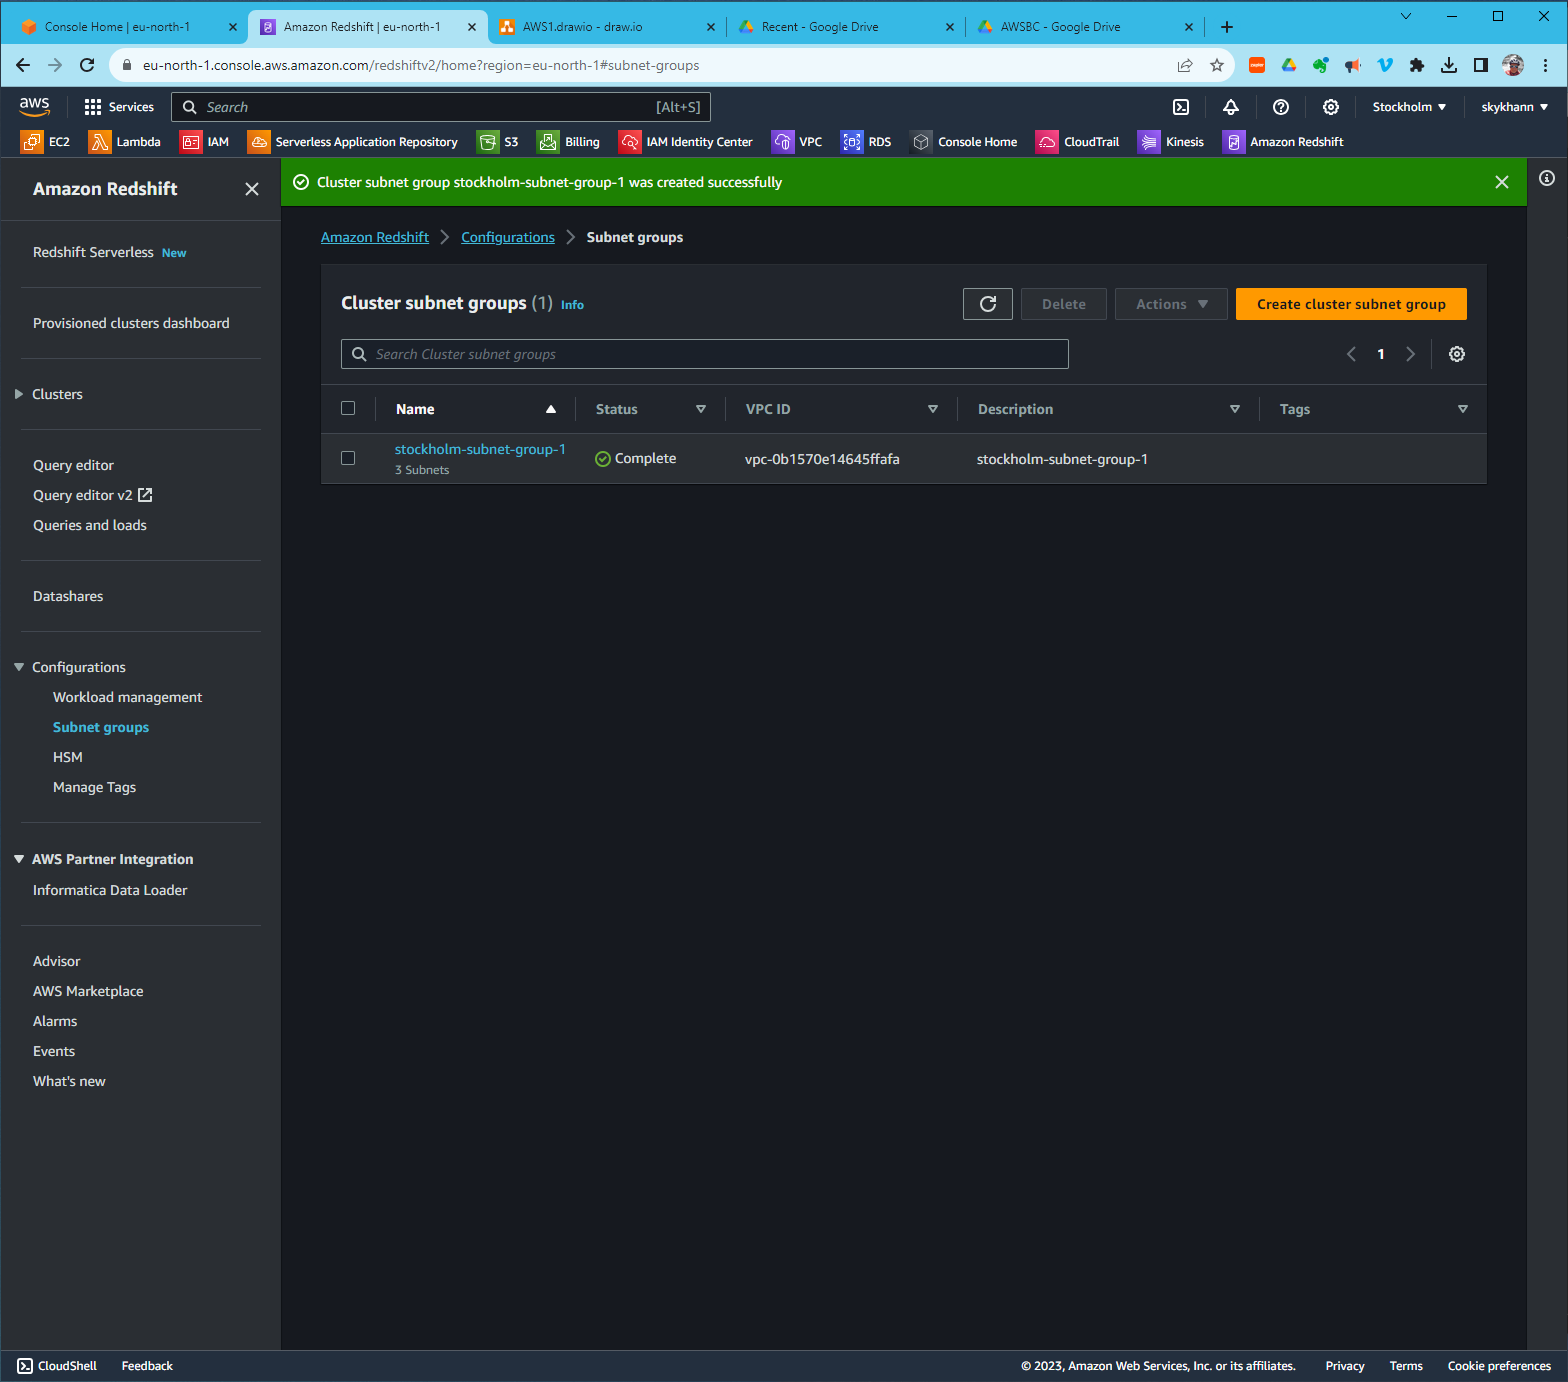 Console Home | eu-north-1
Amazon Redshift | eu-north-1
AWS1.drawio - draw.io
Recent - Google Drive
AWSBC - Google Drive
eu-north-1.console.aws.amazon.com/redshiftv2/home?region=eu-north-1#subnet-groups
aws
Services
Search
[Alt+S]
Stockholm
skykhann
EC2
Lambda
IAM
Serverless Application Repository
S3
Billing
IAM Identity Center
VPC
RDS
Console Home
CloudTrail
Kinesis
Amazon Redshift
Amazon Redshift
Redshift Serverless New
Provisioned clusters dashboard
Clusters
Query editor
Query editor v2
Queries and loads
Datashares
Configurations
Workload management
Subnet groups
HSM
Manage Tags
AWS Partner Integration
Informatica Data Loader
Advisor
AWS Marketplace
Alarms
Events
What's new
Cluster subnet group stockholm-subnet-group-1 was created successfully
Amazon Redshift
Configurations
Subnet groups
Cluster subnet groups (1) Info
Delete
Actions
Create cluster subnet group
Search Cluster subnet groups
1
Name
Status
VPC ID
Description
Tags
stockholm-subnet-group-1
3 Subnets
Complete
vpc-0b1570e14645ffafa
stockholm-subnet-group-1
CloudShell
Feedback
© 2023, Amazon Web Services, Inc. or its affiliates.
Privacy
Terms
Cookie preferences